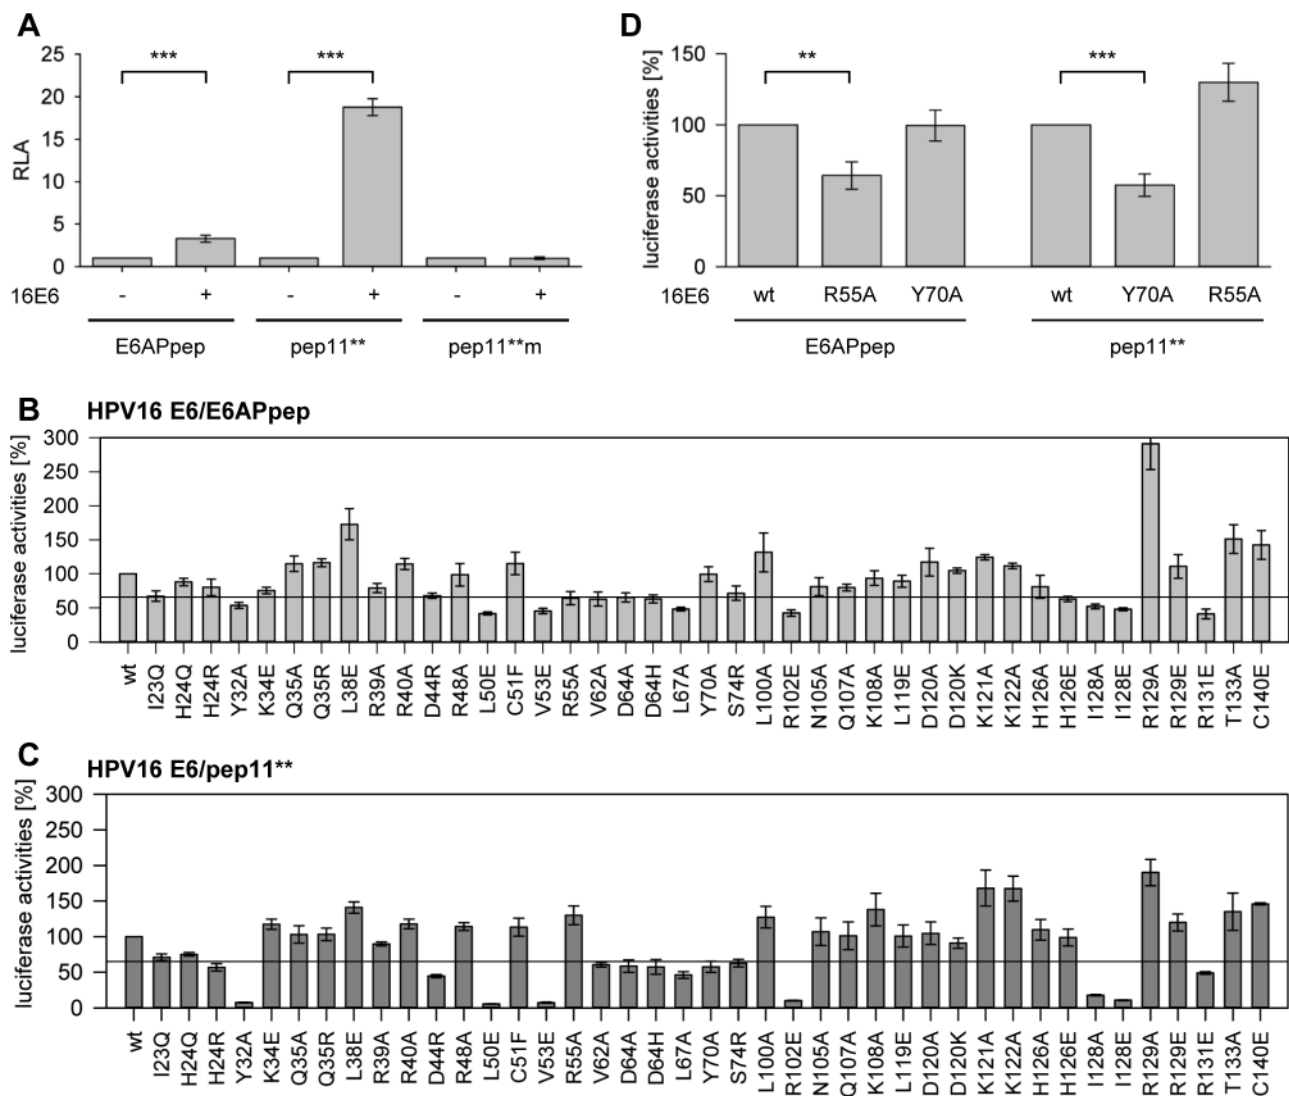 A
RLA
25
20
15
10
5
0
*** ***
16E6 - + - + - +
E6APpep pep11** pep11**m
D
luciferase activities [%]
150
100
50
0
** ***
16E6 wt R55A Y70A wt Y70A R55A
E6APpep pep11**
B HPV16 E6/E6APpep
luciferase activities [%]
300
250
200
150
100
50
0
wt I23Q H24Q H24R Y32A K34E Q35A Q35R L38E R39A R40A D44R R48A L50E C51F V53E R55A V62A D64A D64H L67A Y70A S74R L100A R102E N105A Q107A K108A L119E D120A D120K K121A K122A H126A H126E I128A I128E R129A R129E R131E T133A C140E
C HPV16 E6/pep11**
luciferase activities [%]
300
250
200
150
100
50
0
wt I23Q H24Q H24R Y32A K34E Q35A Q35R L38E R39A R40A D44R R48A L50E C51F V53E R55A V62A D64A D64H L67A Y70A S74R L100A R102E N105A Q107A K108A L119E D120A D120K K121A K122A H126A H126E I128A I128E R129A R129E R131E T133A C140E